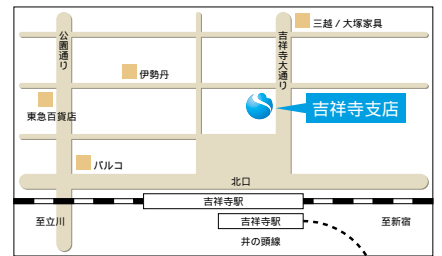 三越 / 大塚家具
公園通り
吉祥寺大通り
伊勢丹
東急百貨店
吉祥寺支店
パルコ
北口
吉祥寺駅
至立川
吉祥寺駅
至新宿
井の頭線